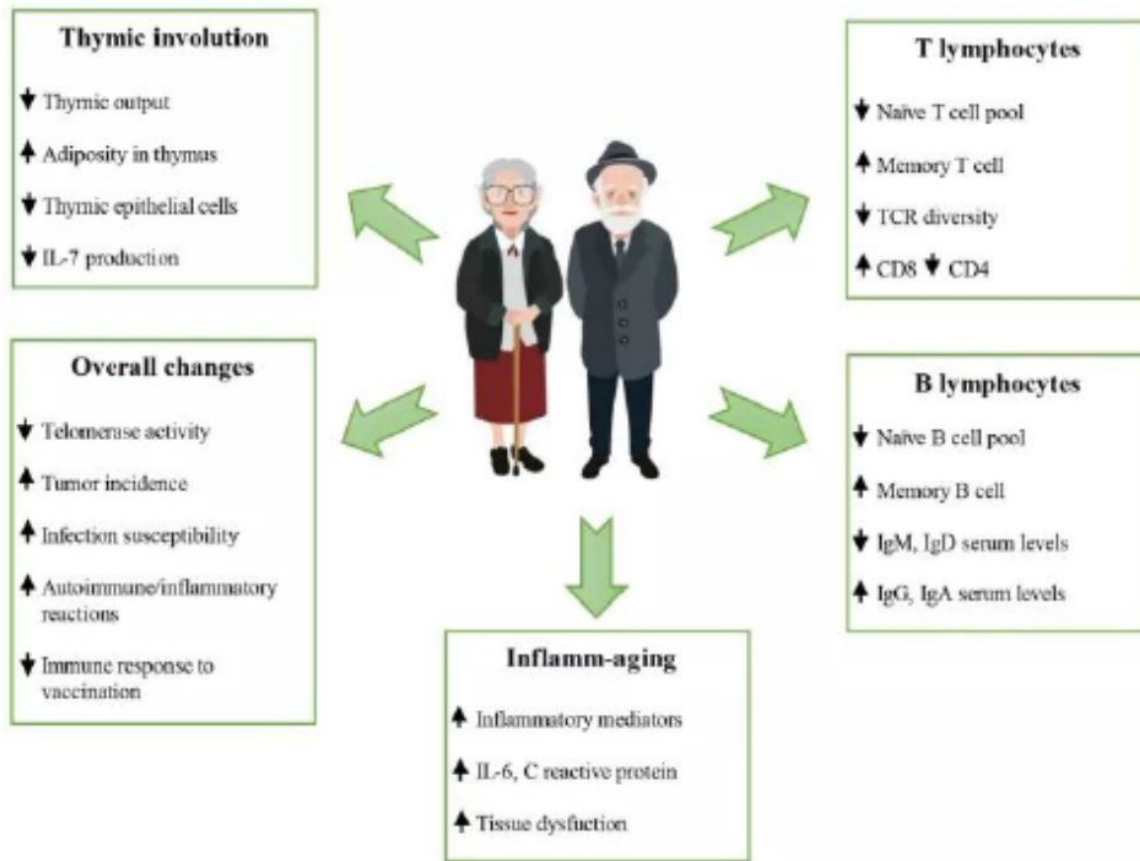 Thymic involution
Thymic output
Adiposity in thymus
Thymic epithelial cells
IL-7 production
T lymphocytes
Naïve T cell pool
Memory T cell
TCR diversity
CD8 CD4
Overall changes
Telomerase activity
Tumor incidence
Infection susceptibility
Autoimmune/inflammatory
reactions
Immune response to
vaccination
B lymphocytes
Naïve B cell pool
Memory B cell
IgM, IgD serum levels
IgG, IgA serum levels
Inflamm-aging
Inflammatory mediators
IL-6, C reactive protein
Tissue dysfuction